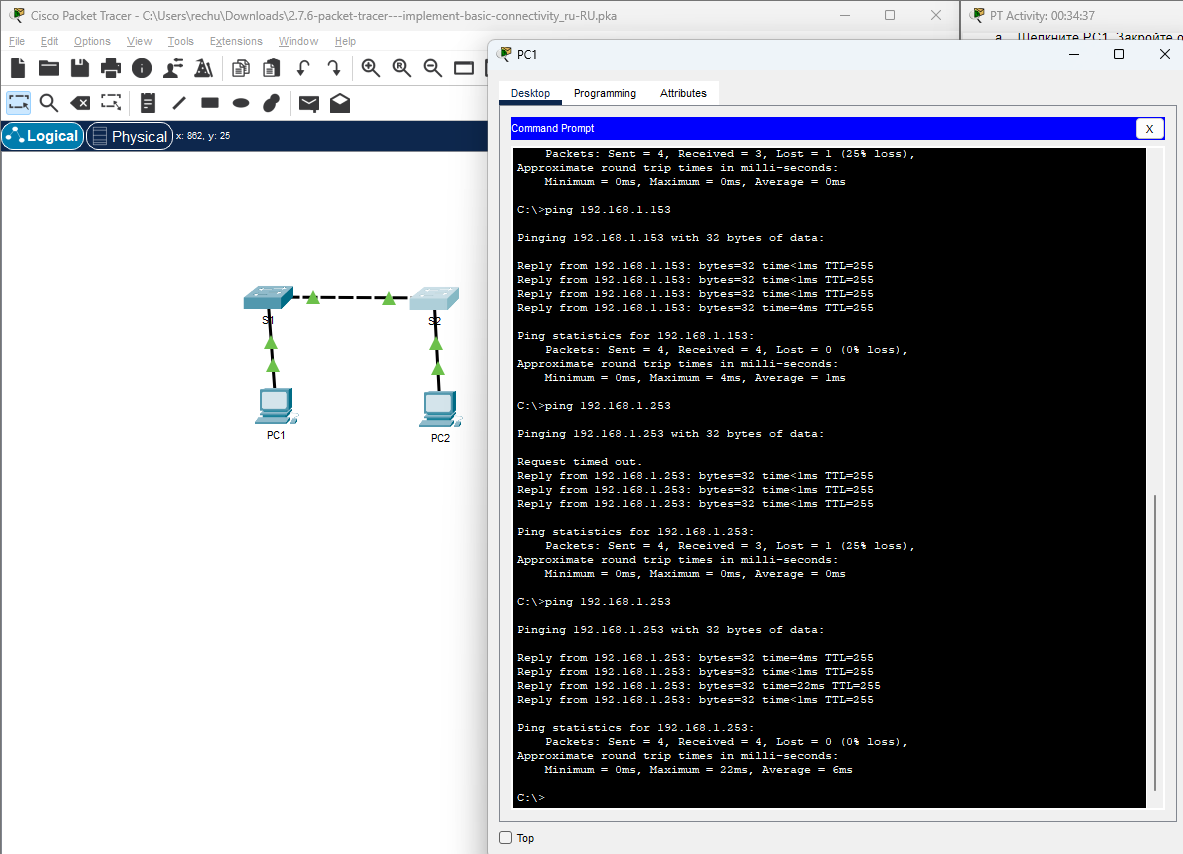 Cisco Packet Tracer - C:\Users\rechu\Downloads\2.7.6-packet-tracer---implement-basic-connectivity_ru-RU.pka
PT Activity: 00:34:37
File Edit Options View Tools Extensions Window Help
а. Щелкните PC1. Закройте о
PC1
Desktop Programming Attributes
Logical Physical x: 862, y: 25
Command Prompt X
Packets: Sent = 4, Received = 3, Lost = 1 (25% loss),
Approximate round trip times in milli-seconds:
Minimum = 0ms, Maximum = 0ms, Average = 0ms
C:\>ping 192.168.1.153
Pinging 192.168.1.153 with 32 bytes of data:
Reply from 192.168.1.153: bytes=32 time<1ms TTL=255
Reply from 192.168.1.153: bytes=32 time<1ms TTL=255
Reply from 192.168.1.153: bytes=32 time<1ms TTL=255
Reply from 192.168.1.153: bytes=32 time=4ms TTL=255
Ping statistics for 192.168.1.153:
Packets: Sent = 4, Received = 4, Lost = 0 (0% loss),
Approximate round trip times in milli-seconds:
Minimum = 0ms, Maximum = 4ms, Average = 1ms
C:\>ping 192.168.1.253
Pinging 192.168.1.253 with 32 bytes of data:
Request timed out.
Reply from 192.168.1.253: bytes=32 time<1ms TTL=255
Reply from 192.168.1.253: bytes=32 time<1ms TTL=255
Reply from 192.168.1.253: bytes=32 time<1ms TTL=255
Ping statistics for 192.168.1.253:
Packets: Sent = 4, Received = 3, Lost = 1 (25% loss),
Approximate round trip times in milli-seconds:
Minimum = 0ms, Maximum = 0ms, Average = 0ms
C:\>ping 192.168.1.253
Pinging 192.168.1.253 with 32 bytes of data:
Reply from 192.168.1.253: bytes=32 time=4ms TTL=255
Reply from 192.168.1.253: bytes=32 time<1ms TTL=255
Reply from 192.168.1.253: bytes=32 time=22ms TTL=255
Reply from 192.168.1.253: bytes=32 time<1ms TTL=255
Ping statistics for 192.168.1.253:
Packets: Sent = 4, Received = 4, Lost = 0 (0% loss),
Approximate round trip times in milli-seconds:
Minimum = 0ms, Maximum = 22ms, Average = 6ms
C:\>
Top
S1
S2
PC1
PC2